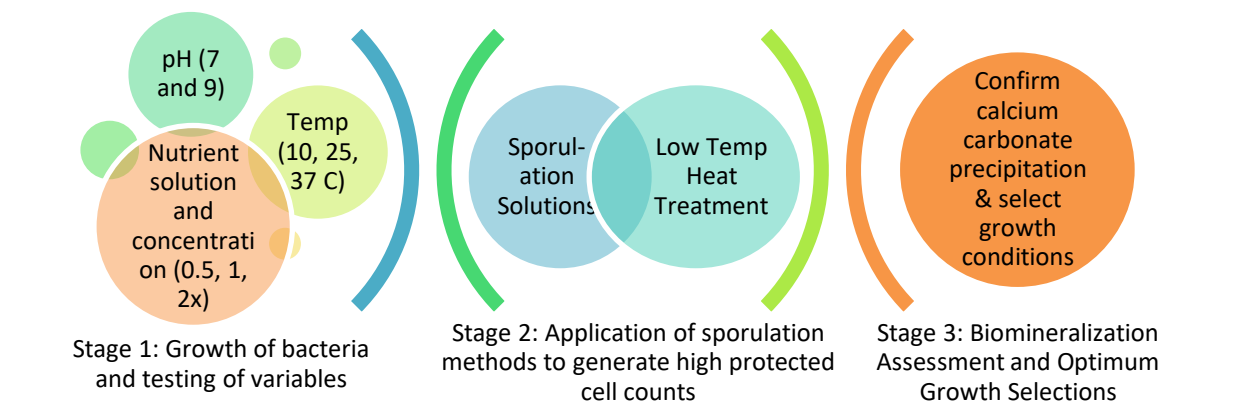 pH (7
and 9)
Temp
(10, 25,
37 C)
Nutrient
solution
and
concentrati
on (0.5, 1,
2x)
Stage 1: Growth of bacteria
and testing of variables
Sporul-
ation
Solutions
Low Temp
Heat
Treatment
Stage 2: Application of sporulation
methods to generate high protected
cell counts
Confirm
calcium
carbonate
precipitation
& select
growth
conditions
Stage 3: Biomineralization
Assessment and Optimum
Growth Selections